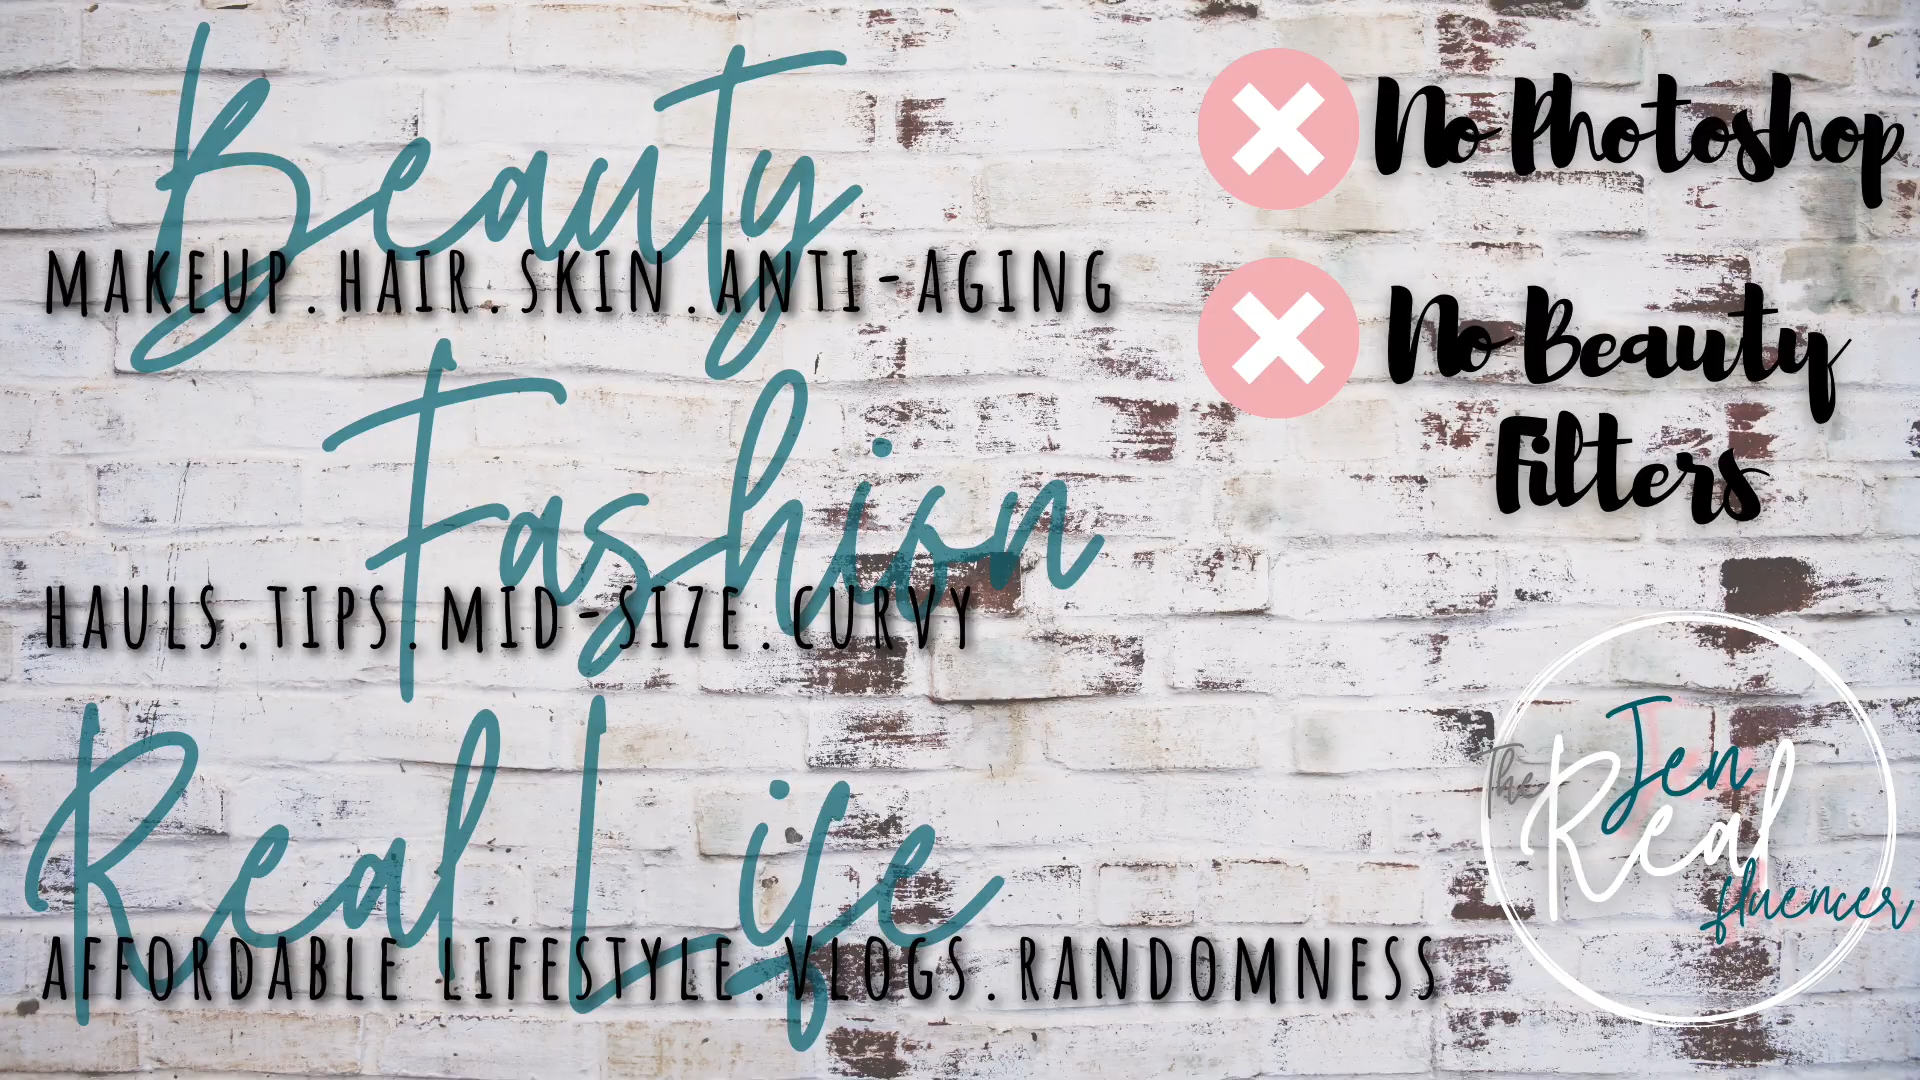 Beauty
MAKEUP.HAIR.SKIN.ANTI-AGING
Fashion
HAULS.TIPS.MID-SIZE.CURVY
Real Life
AFFORDABLE LIFESTYLE.VLOGS.RANDOMNESS
No Photoshop
No Beauty
Filters
Jen
The Real
fluencer